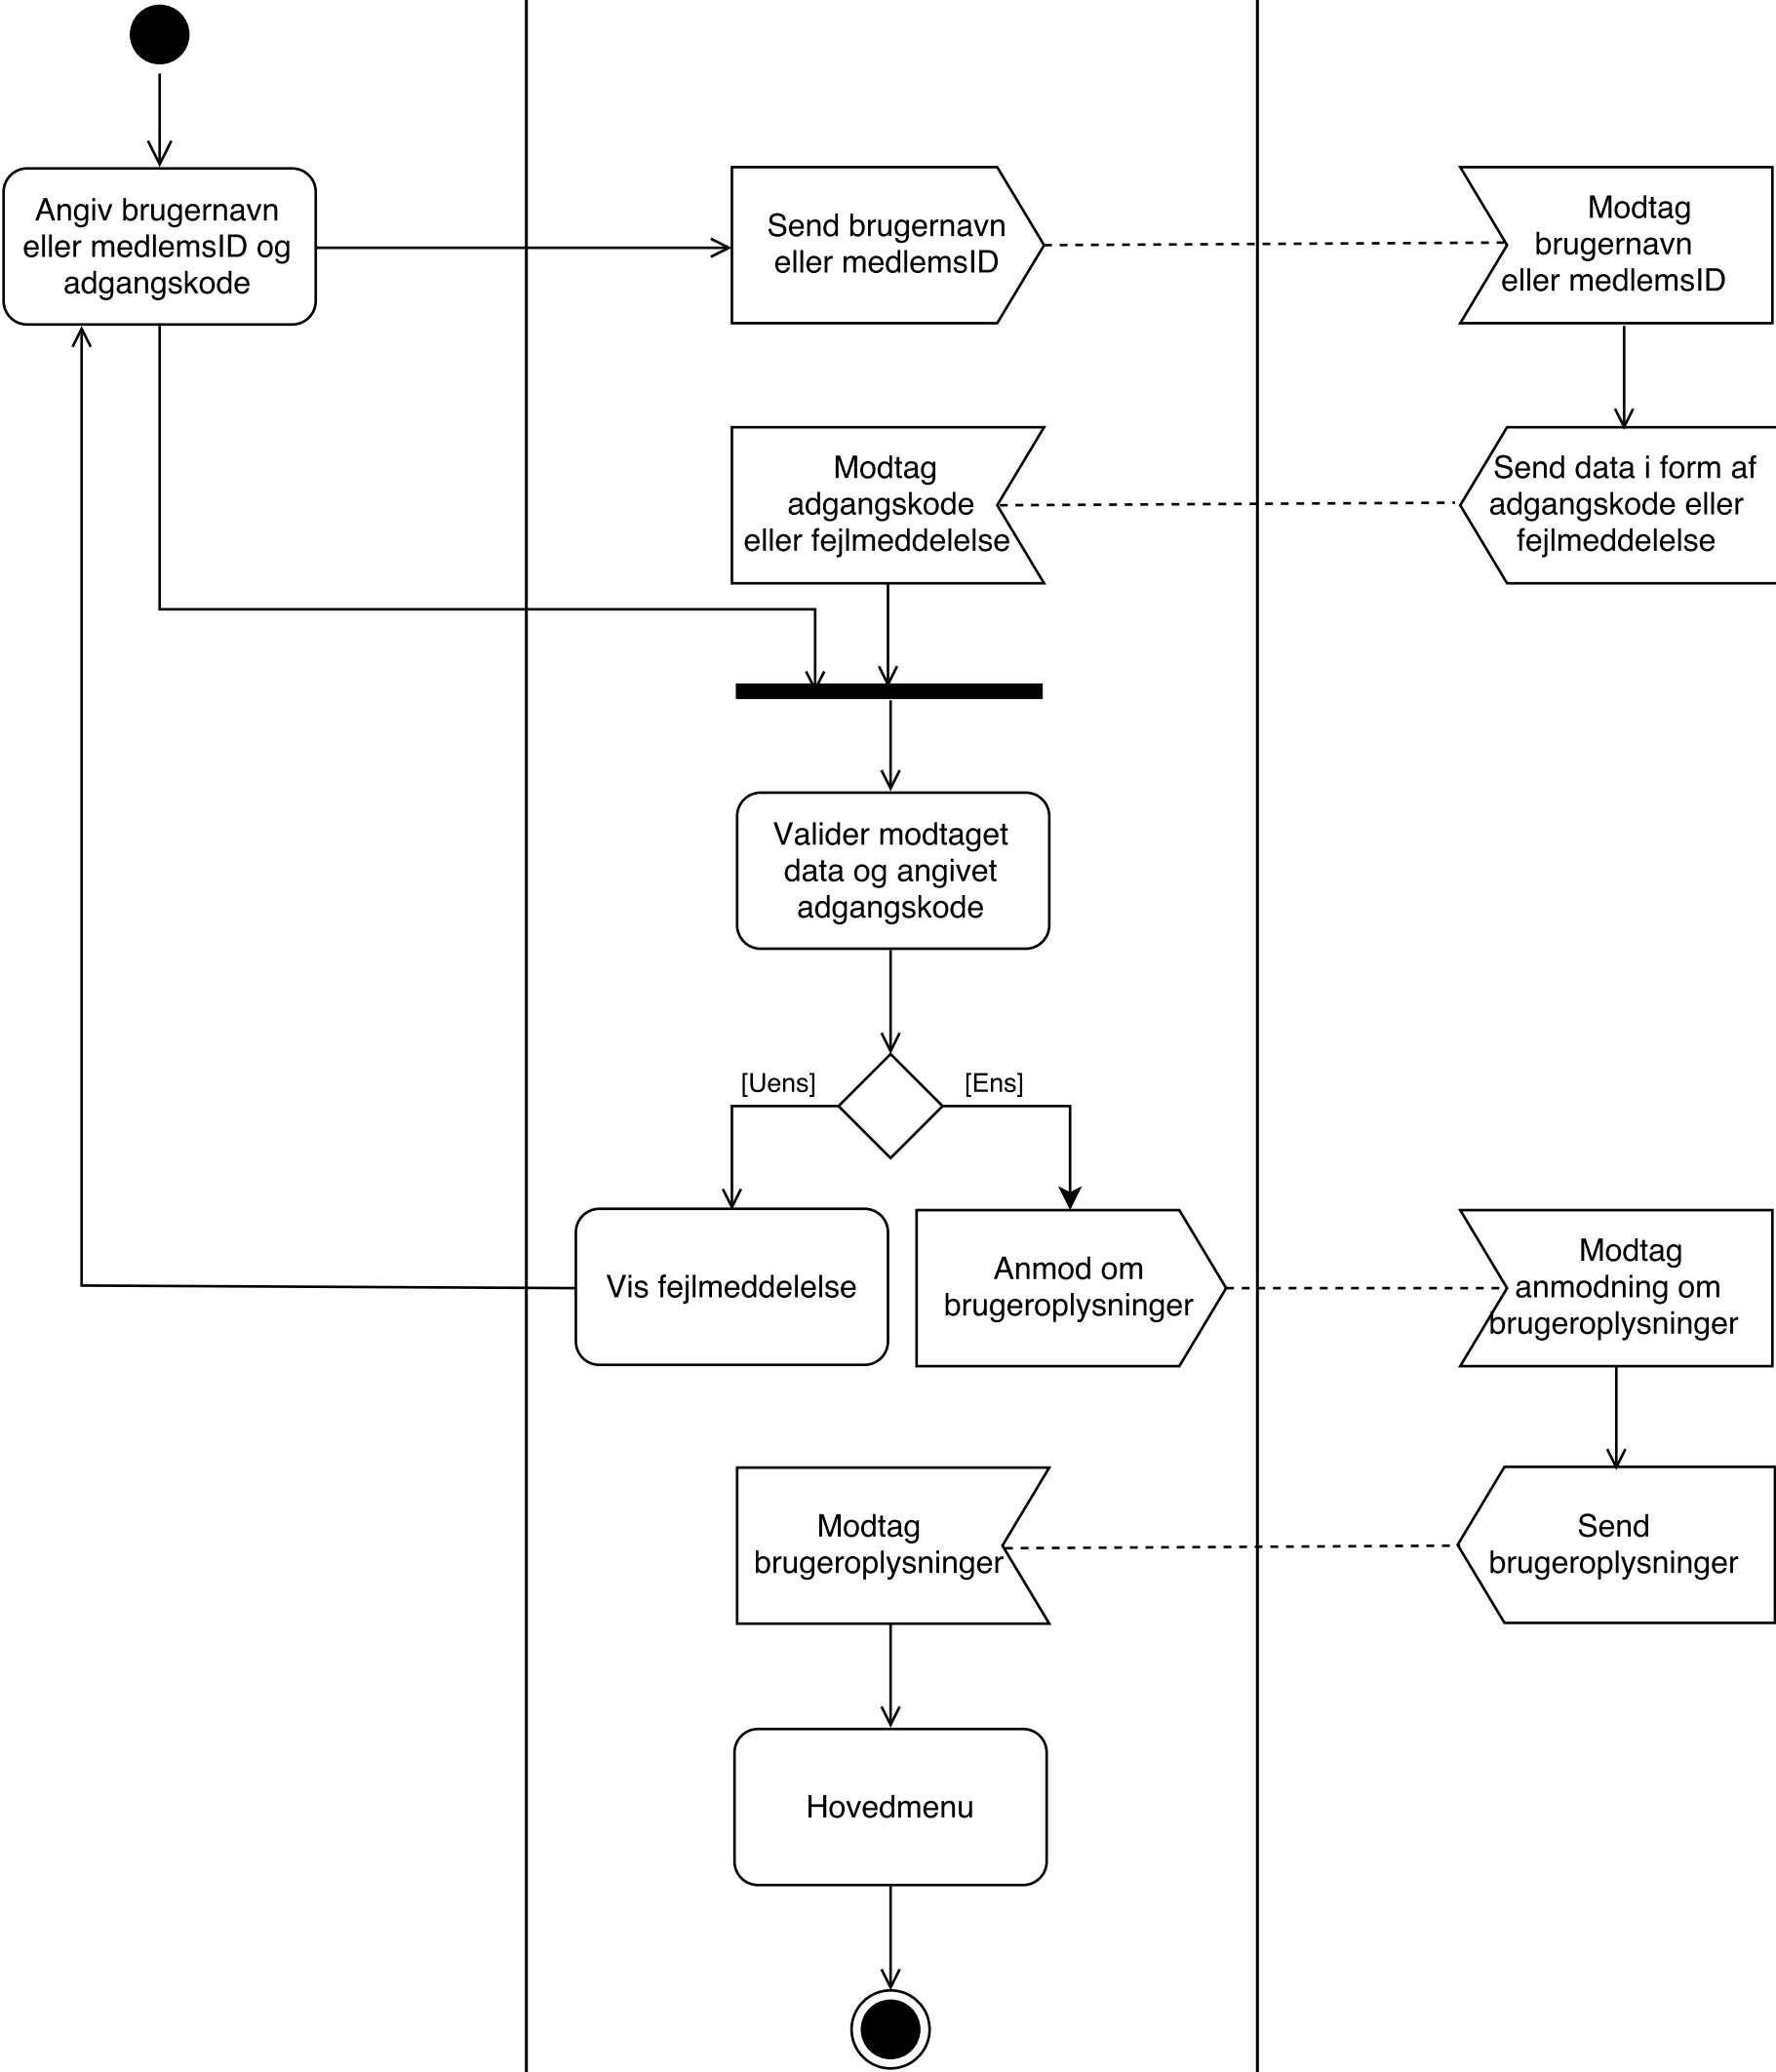 Angiv brugernavn
eller medlemsID og
adgangskode
Send brugernavn
eller medlemsID
Modtag
brugernavn
eller medlemsID
Modtag
adgangskode
eller fejlmeddelelse
Send data i form af
adgangskode eller
fejlmeddelelse
Valider modtaget
data og angivet
adgangskode
[Uens]
[Ens]
Vis fejlmeddelelse
Anmod om
brugeroplysninger
Modtag
anmodning om
brugeroplysninger
Modtag
brugeroplysninger
Send
brugeroplysninger
Hovedmenu